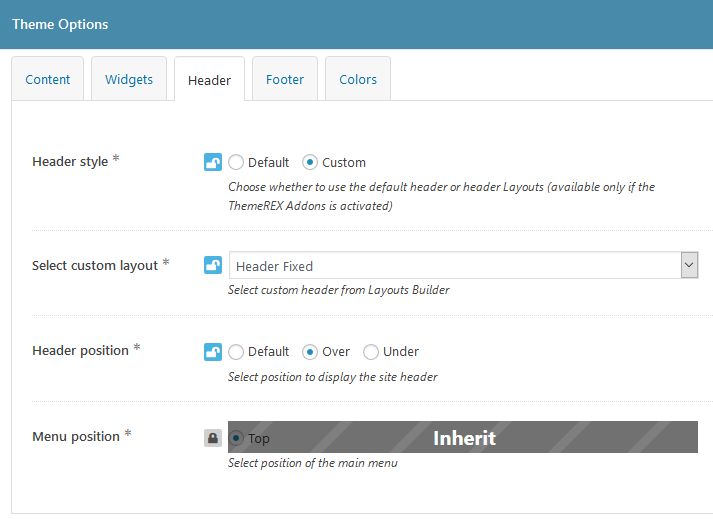 Theme Options
Content Widgets Header Footer Colors
Header style * Default Custom
Choose whether to use the default header or header Layouts (available only if the
ThemeREX Addons is activated)
Select custom layout * Header Fixed
Select custom header from Layouts Builder
Header position * Default Over Under
Select position to display the site header
Menu position * Top Inherit
Select position of the main menu